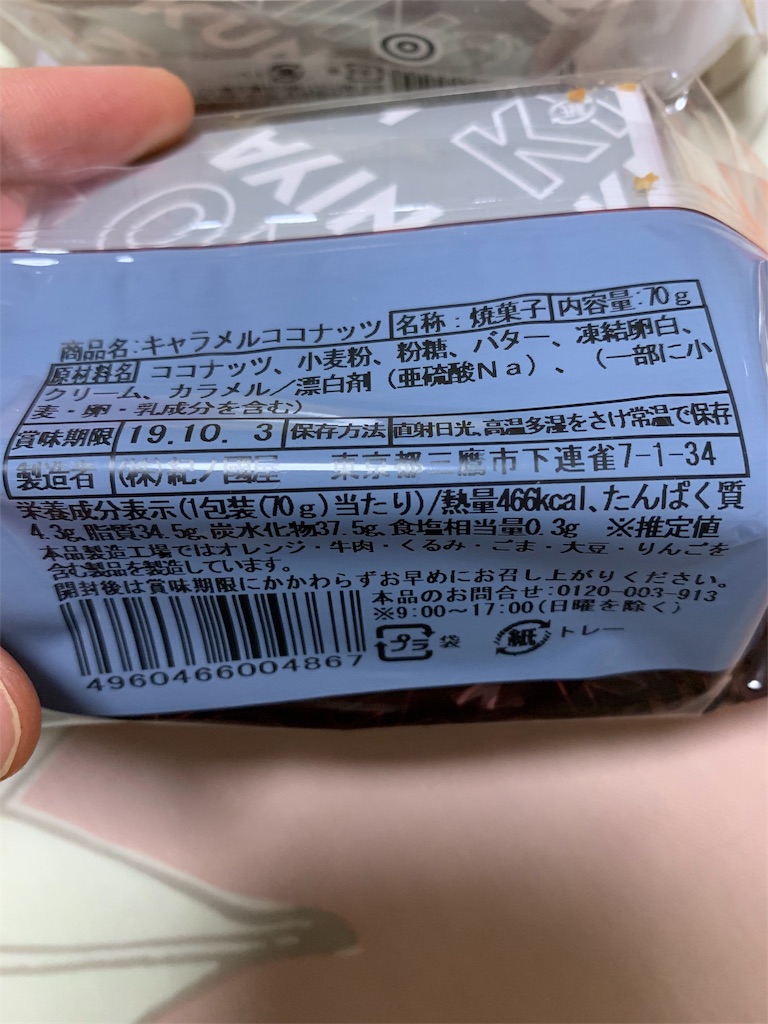 KINIYA
商品名:キャラメルココナッツ 名称:焼菓子 内容量:70g
原材料名 ココナッツ、小麦粉、粉糖、バター、凍結卵白、
クリーム、カラメル/漂白剤(亜硫酸Na)、(一部に小
麦・卵・乳成分を含む)
賞味期限 19.10. 3 保存方法 直射日光、高温多湿をさけ常温で保存
製造者 (株)紀ノ國屋 東京都三鷹市下連雀7-1-34
栄養成分表示(1包装(70g)当たり)/熱量466kcal、たんぱく質
4.3g、脂質34.5g、炭水化物37.5g、食塩相当量0.3g ※推定値
本品製造工場ではオレンジ・牛肉・くるみ・ごま・大豆・りんごを
含む製品を製造しています。
開封後は賞味期限にかかわらずお早めにお召し上がりください。
本品のお問合せ:0120-003-913
※9:00~17:00(日曜を除く)
プラ 袋 紙 トレー
4960466004867